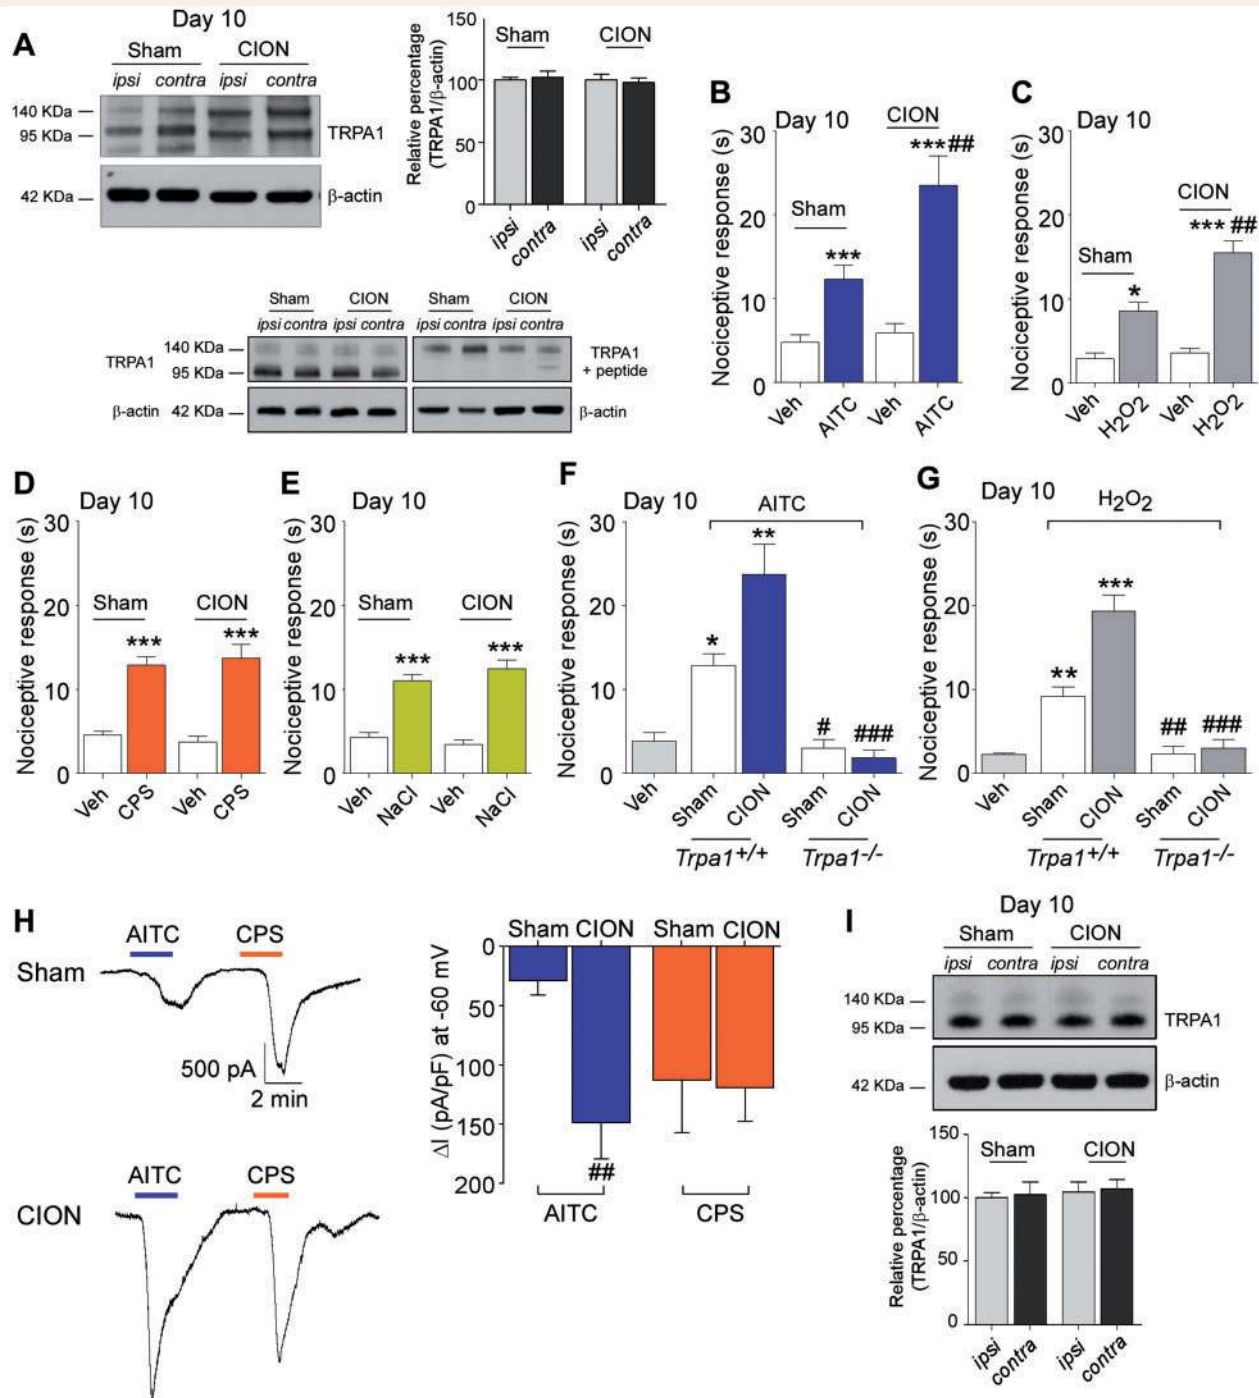 A
Day 10
Sham CION
ipsi contra ipsi contra
140 KDa
95 KDa
TRPA1
42 KDa
β-actin
Relative percentage
(TRPA1/β-actin)
150
100
50
0
Sham CION
ipsi contra ipsi contra
Sham CION Sham CION
ipsi contra ipsi contra ipsi contra ipsi contra
TRPA1 140 KDa
95 KDa
TRPA1
+ peptide
β-actin 42 KDa
β-actin
B
Day 10
Nociceptive response (s)
30
20
10
0
Sham
***
CION
***##
Veh AITC Veh AITC
C
Day 10
Nociceptive response (s)
30
20
10
0
Sham
*
CION
*** ##
Veh H2O2 Veh H2O2
D
Day 10
Nociceptive response (s)
30
20
10
0
Sham CION
*** ***
Veh CPS Veh CPS
E
Day 10
Nociceptive response (s)
30
20
10
0
Sham CION
*** ***
Veh NaCl Veh NaCl
F
Day 10
AITC
Nociceptive response (s)
30
20
10
0
* ** # ###
Veh Sham CION Sham CION
Trpa1+/+ Trpa1-/-
G
Day 10
H2O2
Nociceptive response (s)
30
20
10
0
** *** ## ###
Veh Sham CION Sham CION
Trpa1+/+ Trpa1-/-
H
AITC CPS
Sham
500 pA
2 min
AITC CPS
CION
Sham CION Sham CION
ΔI (pA/pF) at -60 mV
0
50
100
150
200
##
AITC CPS
I
Day 10
Sham CION
ipsi contra ipsi contra
140 KDa
95 KDa
TRPA1
42 KDa
β-actin
Relative percentage
(TRPA1/β-actin)
150
100
50
0
Sham CION
ipsi contra ipsi contra